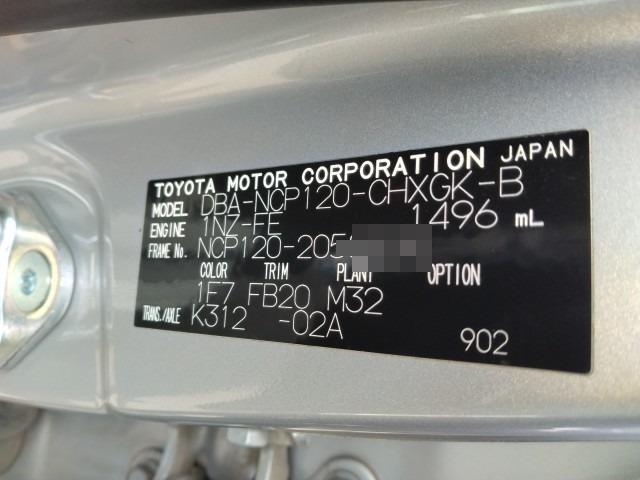 TOYOTA MOTOR CORPORATION JAPAN
MODEL DBA-NCP120-CHXGK-B
ENGINE 1NZ-FE 1496 mL
FRAME No. NCP120-205
COLOR TRIM PLANT OPTION
1F7 FB20 M32
TRANS./AXLE K312 -02A
902